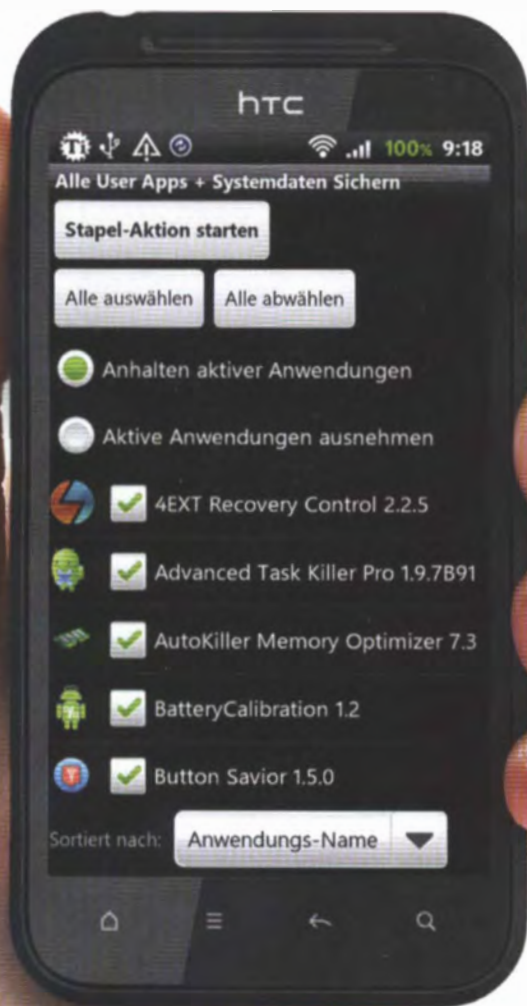 hTC
100% 9:18
Alle User Apps + Systemdaten Sichern
Stapel-Aktion starten
Alle auswählen Alle abwählen
Anhalten aktiver Anwendungen
Aktive Anwendungen ausnehmen
4EXT Recovery Control 2.2.5
Advanced Task Killer Pro 1.9.7B91
AutoKiller Memory Optimizer 7.3
BatteryCalibration 1.2
Button Savior 1.5.0
Sortiert nach: Anwendungs-Name